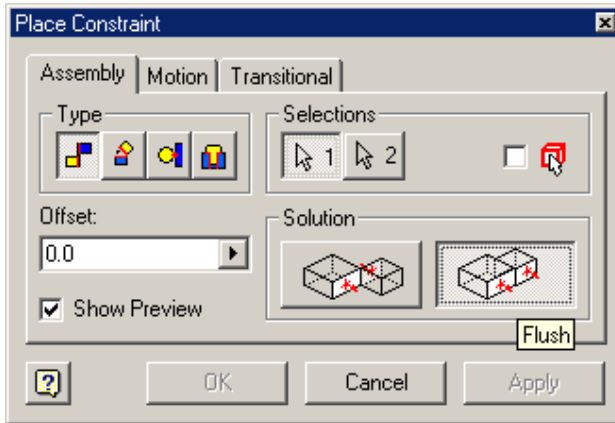 Place Constraint
Assembly Motion Transitional
Type Selections
1 2
Offset: Solution
0.0
Show Preview
Flush
? OK Cancel Apply